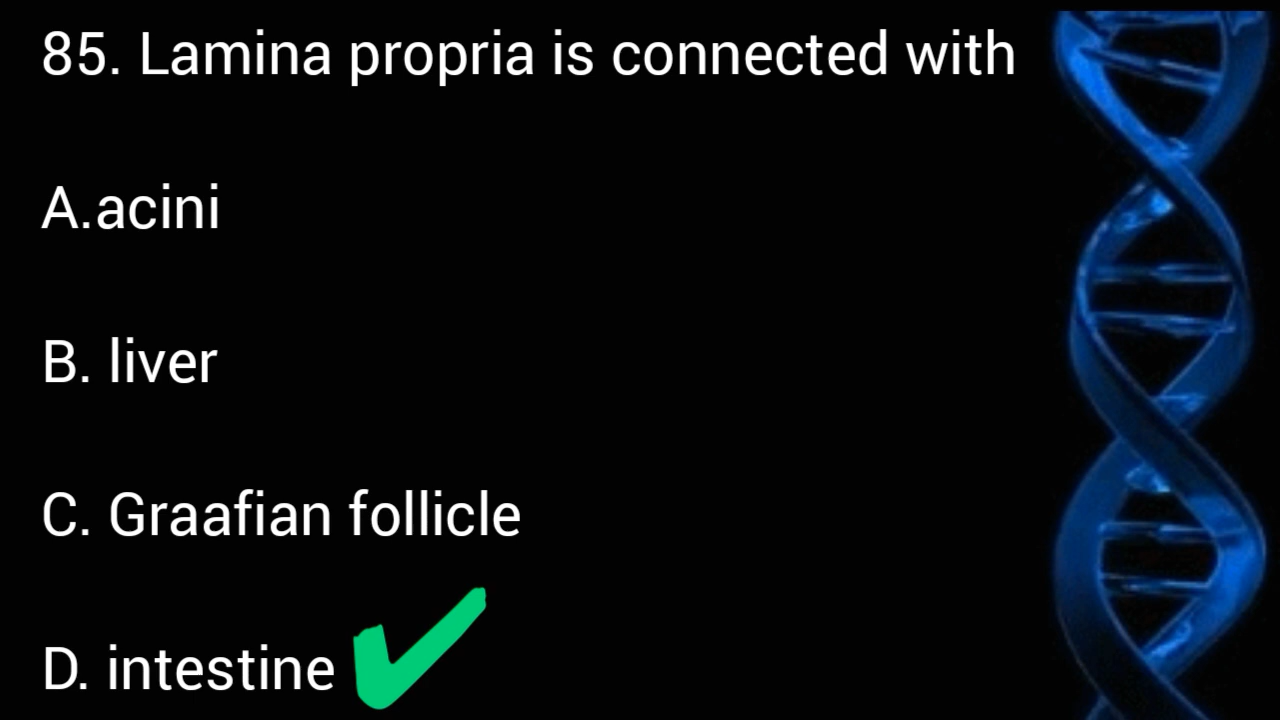 85. Lamina propria is connected with
A.acini
B. liver
C. Graafian follicle
D. intestine